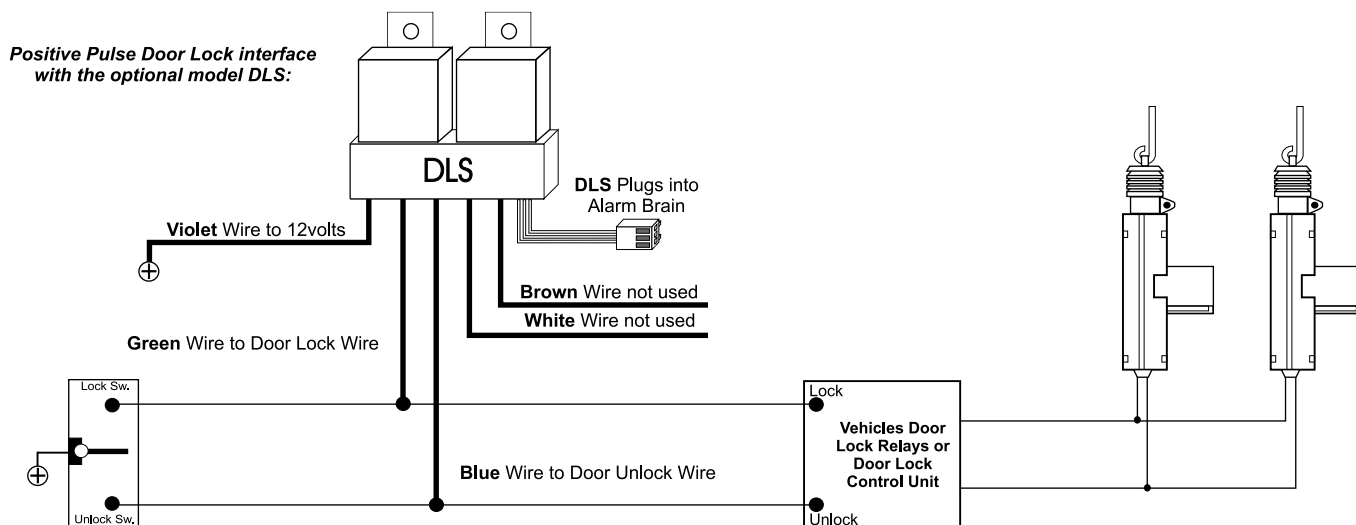 Positive Pulse Door Lock interface
with the optional model DLS:
DLS
DLS Plugs into
Alarm Brain
Violet Wire to 12volts
Brown Wire not used
White Wire not used
Green Wire to Door Lock Wire
Lock Sw.
Lock
Vehicles Door
Lock Relays or
Door Lock
Control Unit
Blue Wire to Door Unlock Wire
Unlock Sw.
Unlock